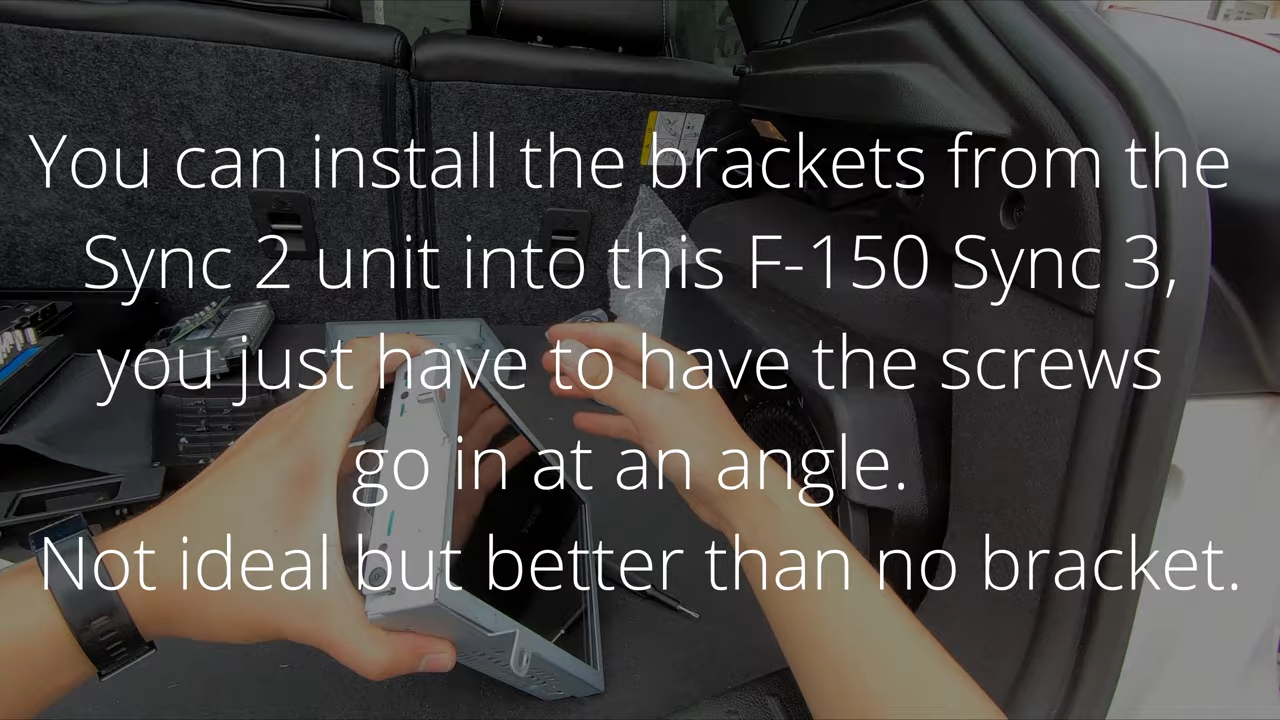 You can install the brackets from the
Sync 2 unit into this F-150 Sync 3,
you just have to have the screws
go in at an angle.
Not ideal but better than no bracket.